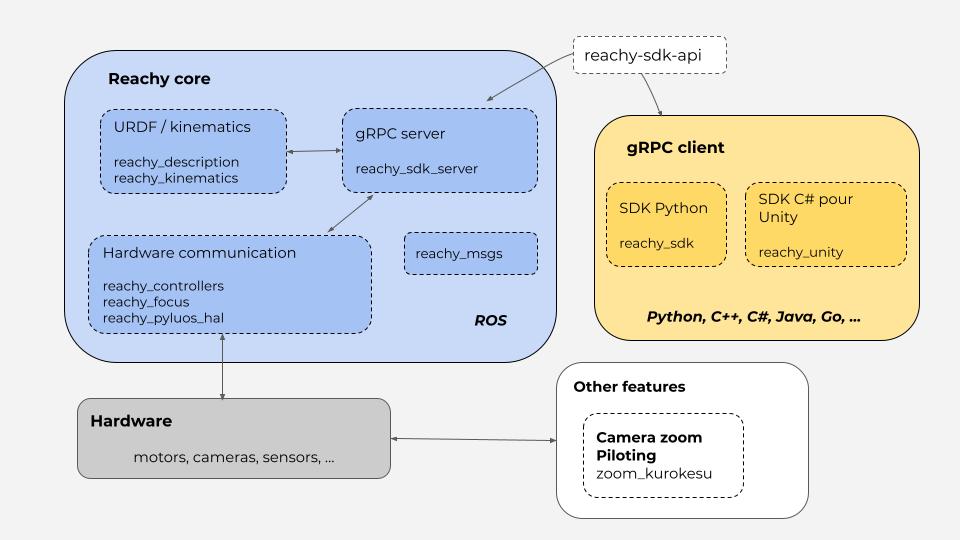 reachy-sdk-api
Reachy core
URDF / kinematics
reachy_description
reachy_kinematics
gRPC server
reachy_sdk_server
Hardware communication
reachy_controllers
reachy_focus
reachy_pyluos_hal
reachy_msgs
ROS
gRPC client
SDK Python
reachy_sdk
SDK C# pour
Unity
reachy_unity
Python, C++, C#, Java, Go, ...
Hardware
motors, cameras, sensors, ...
Other features
Camera zoom
Piloting
zoom_kurokesu